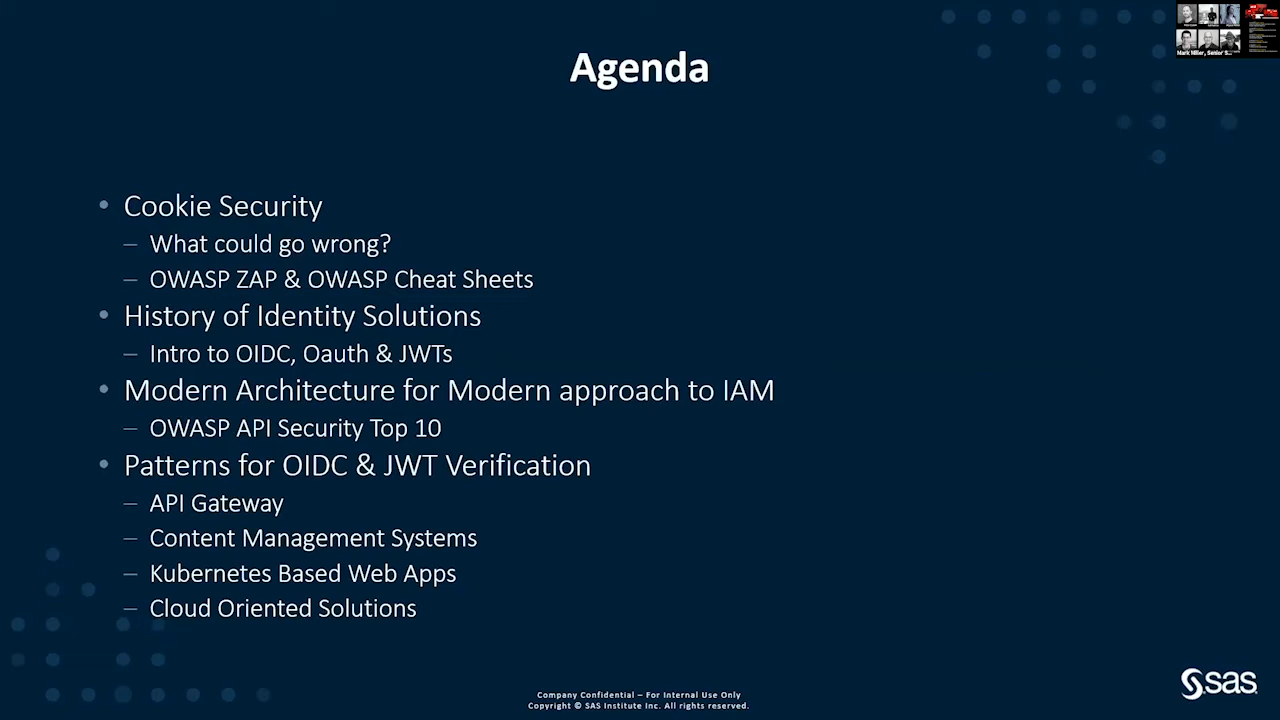 Agenda
Mark Miller, Senior S...
• Cookie Security
– What could go wrong?
– OWASP ZAP & OWASP Cheat Sheets
• History of Identity Solutions
– Intro to OIDC, Oauth & JWTs
• Modern Architecture for Modern approach to IAM
– OWASP API Security Top 10
• Patterns for OIDC & JWT Verification
– API Gateway
– Content Management Systems
– Kubernetes Based Web Apps
– Cloud Oriented Solutions
sas
Company Confidential – For Internal Use Only
Copyright © SAS Institute Inc. All rights reserved.